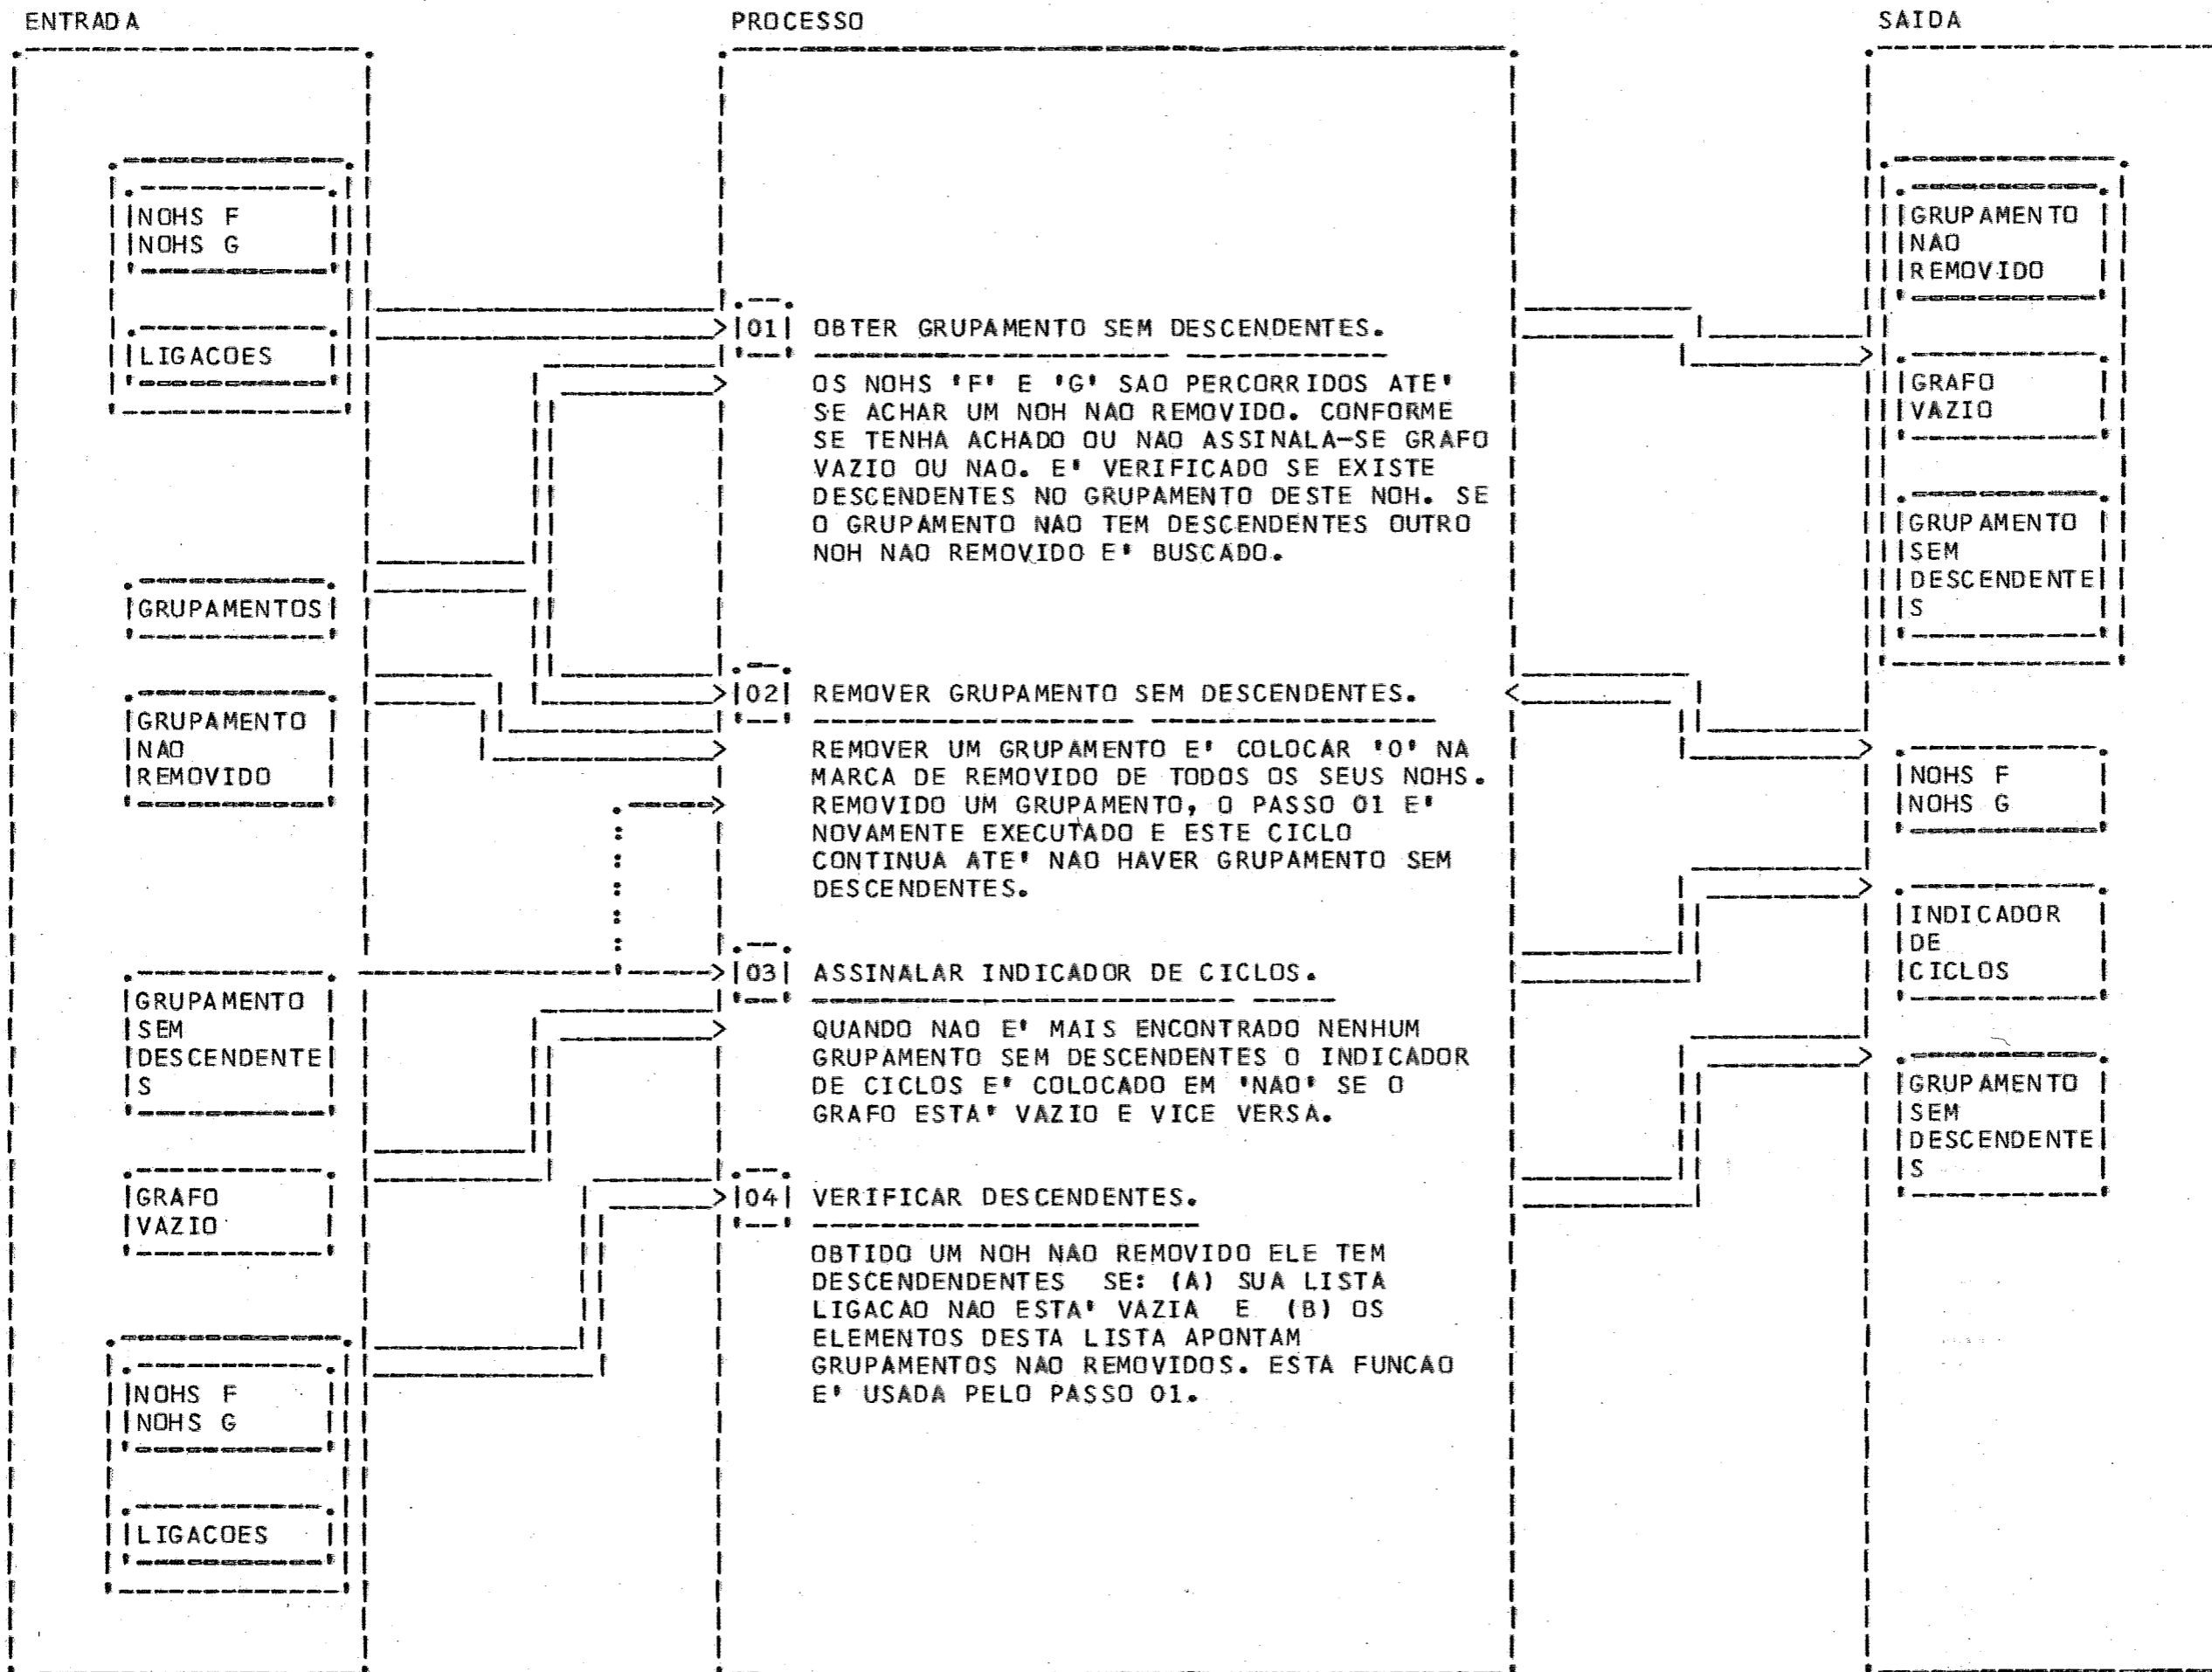 ENTRADA
PROCESSO
SAIDA
NOHS F
NOHS G
LIGACOES
GRUPAMENTOS
GRUPAMENTO
NAO
REMOVIDO
GRUPAMENTO
SEM
DESCENDENTE
S
GRAFO
VAZIO
NOHS F
NOHS G
LIGACOES
01 OBTER GRUPAMENTO SEM DESCENDENTES.
OS NOHS 'F' E 'G' SAO PERCORRIDOS ATE'
SE ACHAR UM NOH NAO REMOVIDO. CONFORME
SE TENHA ACHADO OU NAO ASSINALA-SE GRAFO
VAZIO OU NAO. E' VERIFICADO SE EXISTE
DESCENDENTES NO GRUPAMENTO DESTE NOH. SE
O GRUPAMENTO NAO TEM DESCENDENTES OUTRO
NOH NAO REMOVIDO E' BUSCADO.
02 REMOVER GRUPAMENTO SEM DESCENDENTES.
REMOVER UM GRUPAMENTO E' COLOCAR '0' NA
MARCA DE REMOVIDO DE TODOS OS SEUS NOHS.
REMOVIDO UM GRUPAMENTO, O PASSO 01 E'
NOVAMENTE EXECUTADO E ESTE CICLO
CONTINUA ATE' NAO HAVER GRUPAMENTO SEM
DESCENDENTES.
03 ASSINALAR INDICADOR DE CICLOS.
QUANDO NAO E' MAIS ENCONTRADO NENHUM
GRUPAMENTO SEM DESCENDENTES O INDICADOR
DE CICLOS E' COLOCADO EM 'NAO' SE O
GRAFO ESTA' VAZIO E VICE VERSA.
04 VERIFICAR DESCENDENTES.
OBTIDO UM NOH NAO REMOVIDO ELE TEM
DESCENDENDENTES SE: (A) SUA LISTA
LIGACAO NAO ESTA' VAZIA E (B) OS
ELEMENTOS DESTA LISTA APONTAM
GRUPAMENTOS NAO REMOVIDOS. ESTA FUNCAO
E' USADA PELO PASSO 01.
GRUPAMENTO
NAO
REMOVIDO
GRAFO
VAZIO
GRUPAMENTO
SEM
DESCENDENTE
S
NOHS F
NOHS G
INDICADOR
DE
CICLOS
GRUPAMENTO
SEM
DESCENDENTE
S